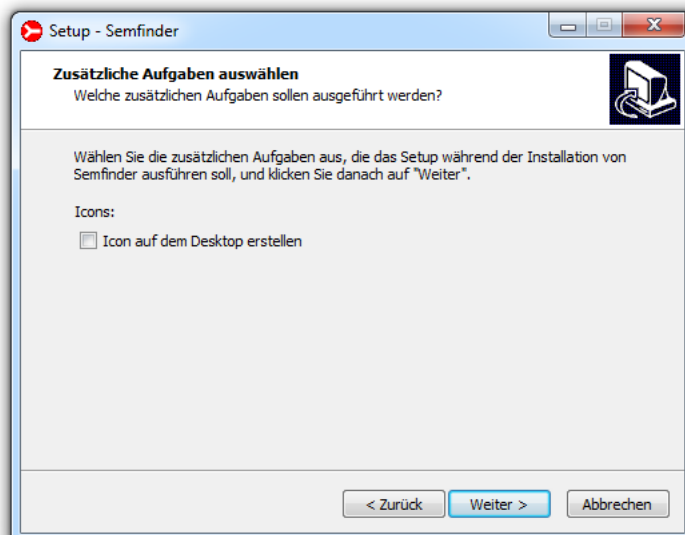 Setup - Semfinder
Zusätzliche Aufgaben auswählen
Welche zusätzlichen Aufgaben sollen ausgeführt werden?
Wählen Sie die zusätzlichen Aufgaben aus, die das Setup während der Installation von
Semfinder ausführen soll, und klicken Sie danach auf "Weiter".
Icons:
Icon auf dem Desktop erstellen
< Zurück
Weiter >
Abbrechen